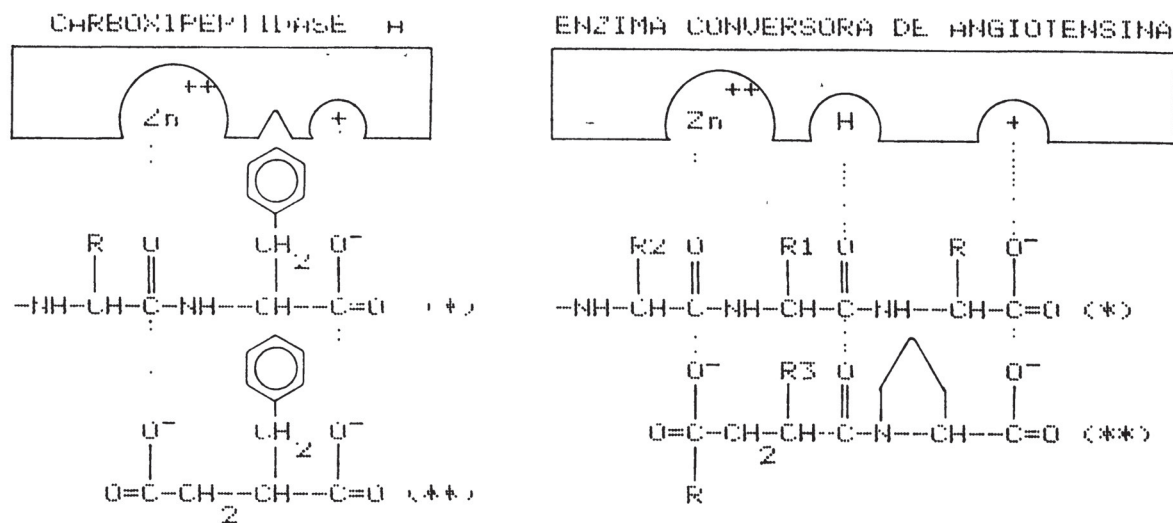 CARBOXIPEPTIDASE A
Zn ++ +
R O CH2 O⁻
-NH-CH-C-NH--CH--C=O (*)
O⁻ CH2 O⁻
O=C-CH2-CH--C=O (**)
ENZIMA CONVERSORA DE ANGIOTENSINA
Zn ++ H +
R2 O R1 O R O⁻
-NH-CH-C-NH-CH-C-NH--CH-C=O (*)
O⁻ R3 O O⁻
O=C-CH2-CH-C-N---CH--C=O (**)
R